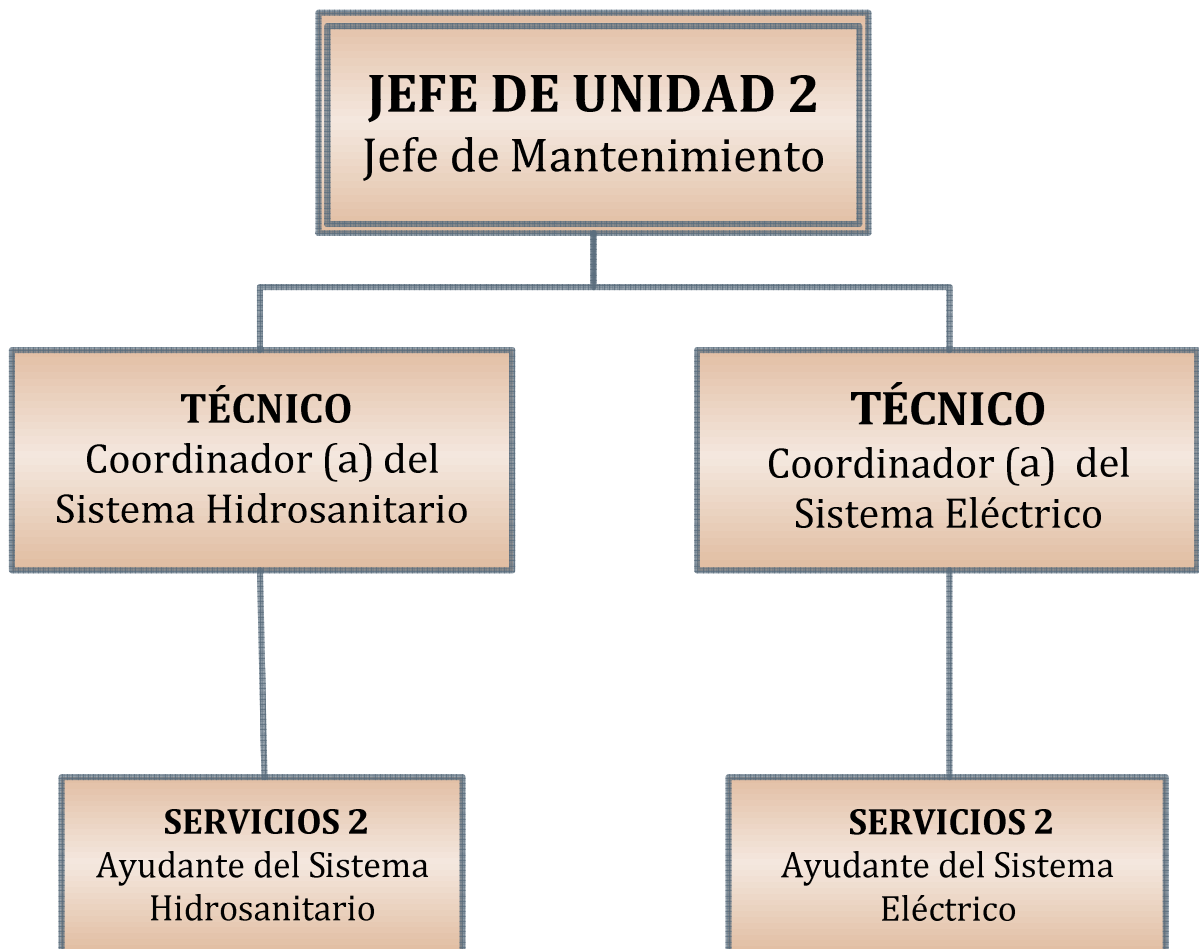 JEFE DE UNIDAD 2
Jefe de Mantenimiento
TÉCNICO
Coordinador (a) del
Sistema Hidrosanitario
TÉCNICO
Coordinador (a)  del
Sistema Eléctrico
SERVICIOS 2
Ayudante del Sistema
Hidrosanitario
SERVICIOS 2
Ayudante del Sistema
Eléctrico